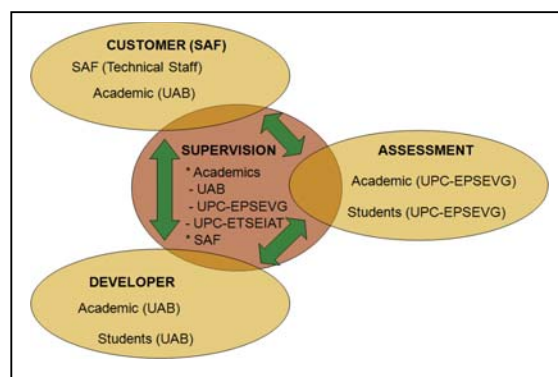 CUSTOMER (SAF)
SAF (Technical Staff)
Academic (UAB)
SUPERVISION
* Academics
- UAB
- UPC-EPSEVG
- UPC-ETSEIAT
* SAF
ASSESSMENT
Academic (UPC-EPSEVG)
Students (UPC-EPSEVG)
DEVELOPER
Academic (UAB)
Students (UAB)